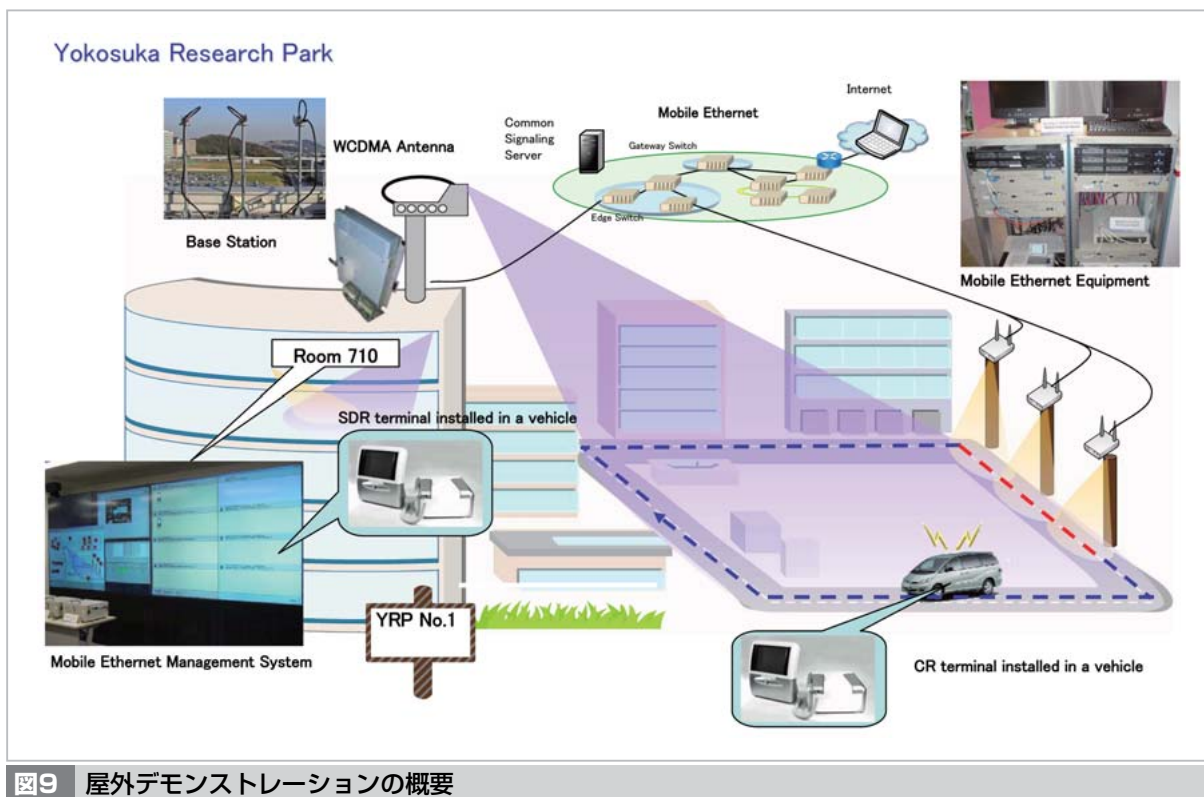 Yokosuka Research Park
WCDMA Antenna
Base Station
Common
Signaling
Server
Mobile Ethernet
Gateway Switch
Edge Switch
Internet
Mobile Ethernet Equipment
Room 710
SDR terminal installed in a vehicle
YRP No.1
Mobile Ethernet Management System
CR terminal installed in a vehicle
図9 屋外デモンストレーションの概要